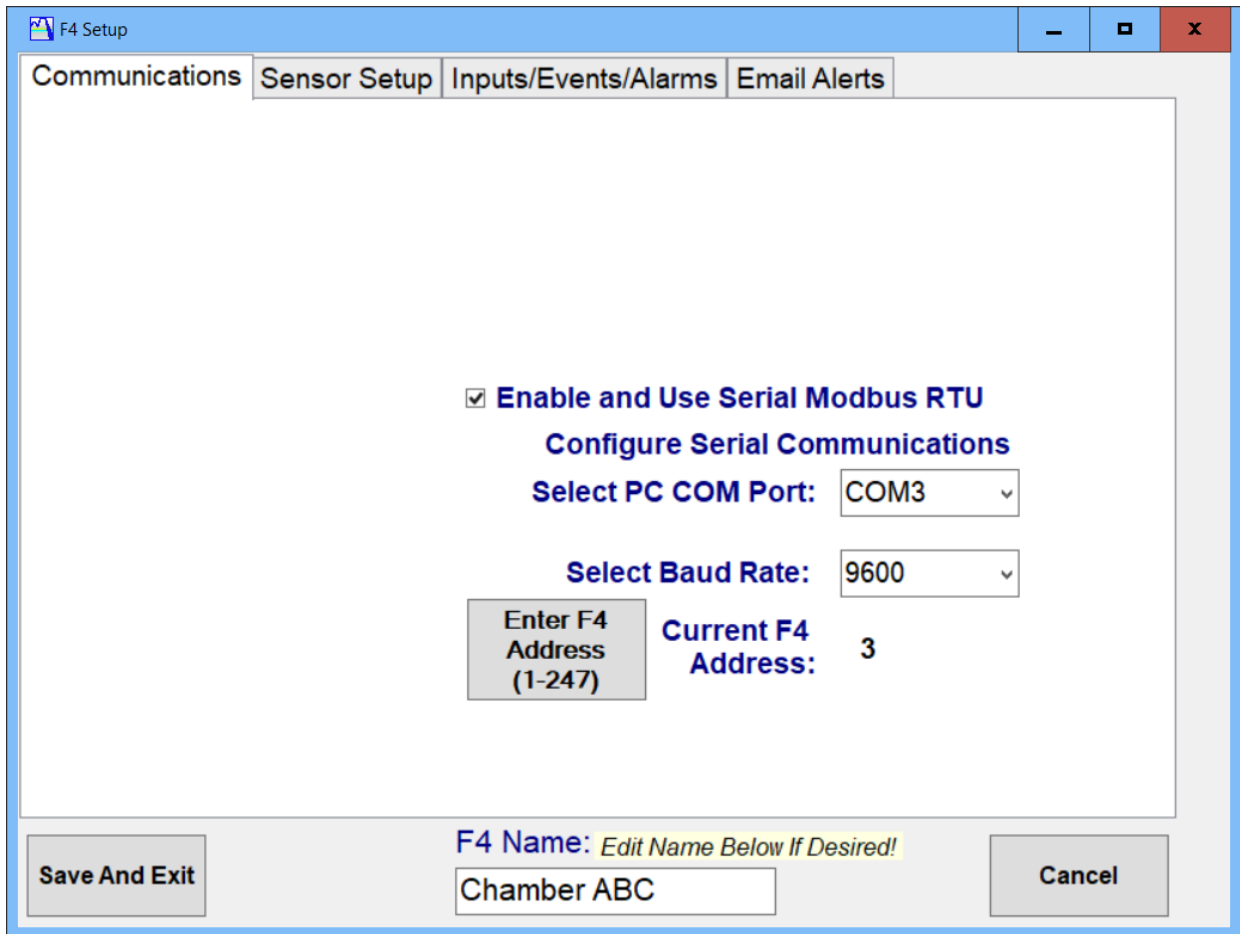 F4 Setup
x
Communications Sensor Setup Inputs/Events/Alarms Email Alerts
Enable and Use Serial Modbus RTU
Configure Serial Communications
Select PC COM Port: COM3
Select Baud Rate: 9600
Enter F4
Address
(1-247)
Current F4
Address:
3
F4 Name: Edit Name Below If Desired!
Save And Exit
Chamber ABC
Cancel